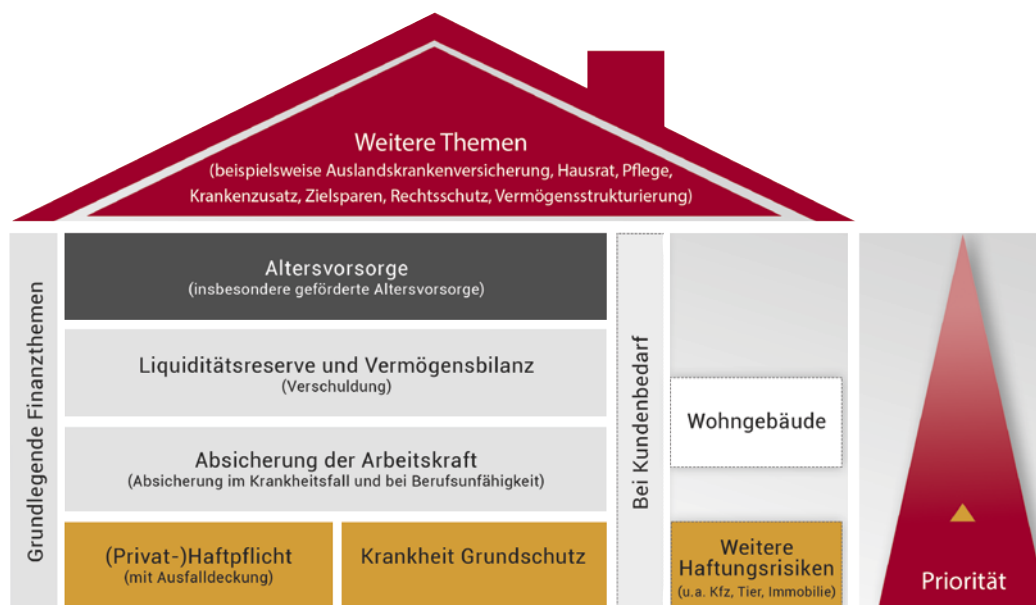 Weitere Themen
(beispielsweise Auslandskrankenversicherung, Hausrat, Pflege,
Krankenzusatz, Zielsparen, Rechtsschutz, Vermögensstrukturierung)
Grundlegende Finanzthemen
Altersvorsorge
(insbesondere geförderte Altersvorsorge)
Liquiditätsreserve und Vermögensbilanz
(Verschuldung)
Absicherung der Arbeitskraft
(Absicherung im Krankheitsfall und bei Berufsunfähigkeit)
(Privat-)Haftpflicht
(mit Ausfalldeckung)
Krankheit Grundschutz
Bei Kundenbedarf
Wohngebäude
Weitere
Haftungsrisiken
(u.a. Kfz, Tier, Immobilie)
Priorität